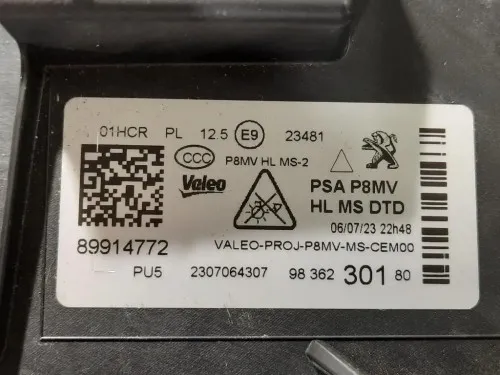 01HCR PL 12.5 E9 23481
CCC P8MV HL MS-2
Valeo PSA P8MV
HL MS DTD
06/07/23 22h48
89914772 VALEO-PROJ-P8MV-MS-CEM00
PU5 2307064307 98 362 301 80